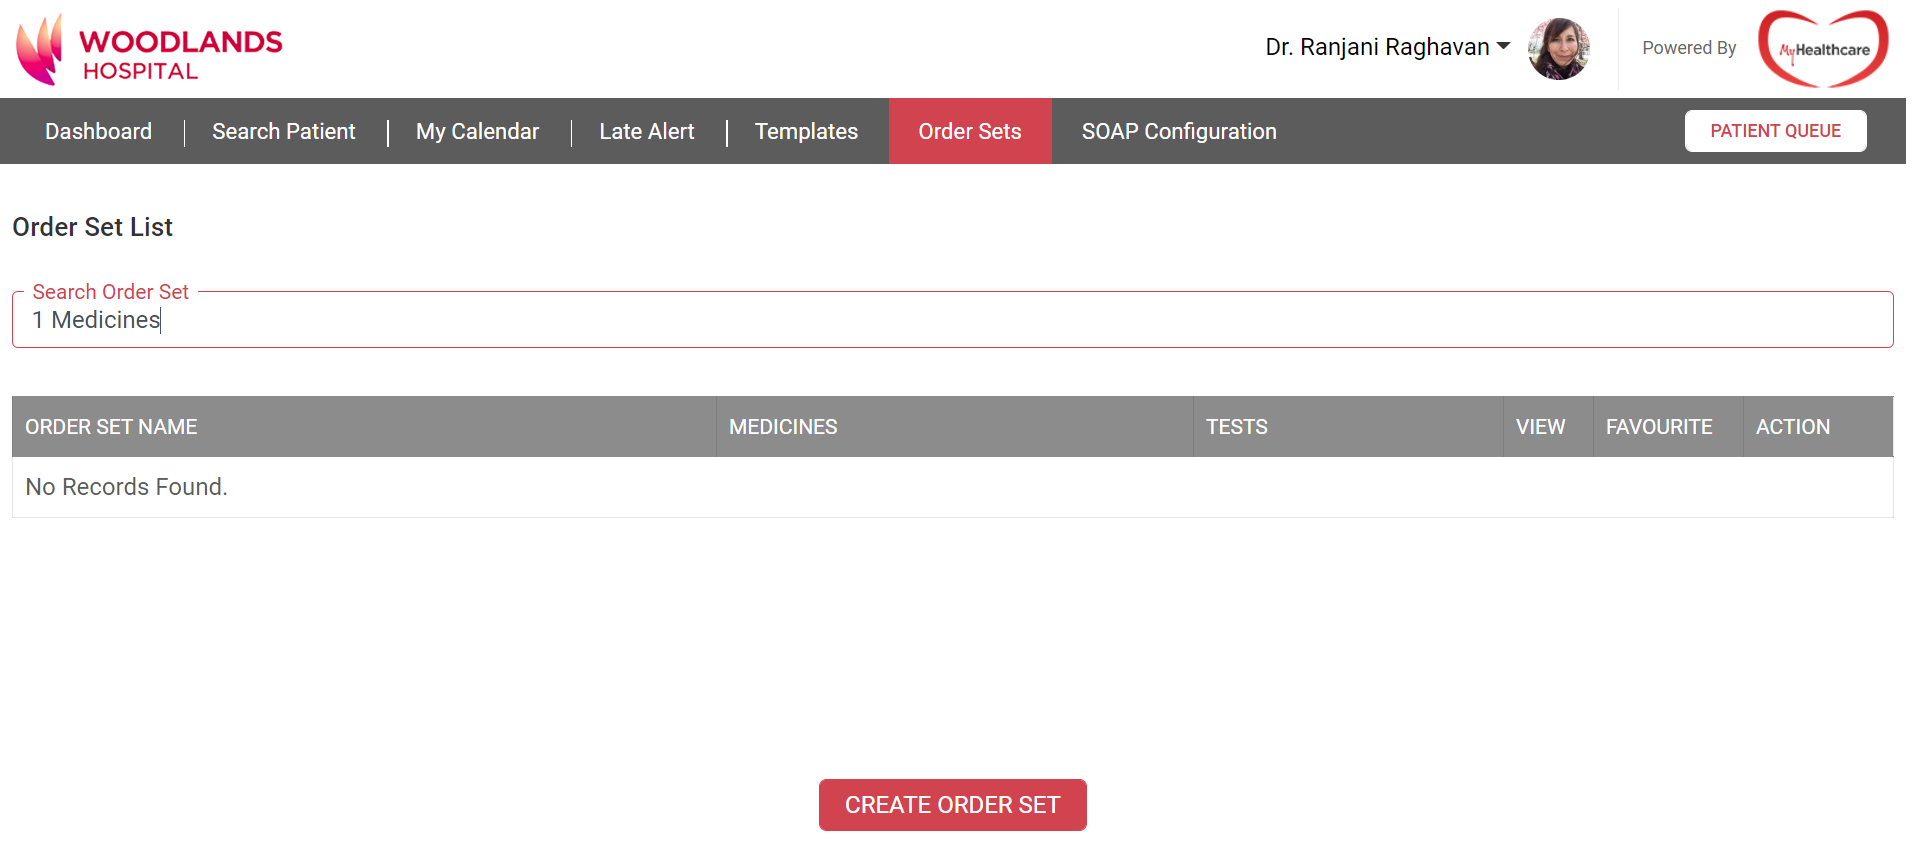 WOODLANDS
HOSPITAL
Dr. Ranjani Raghavan
Powered By
MyHealthcare
Dashboard
Search Patient
My Calendar
Late Alert
Templates
Order Sets
SOAP Configuration
PATIENT QUEUE
Order Set List
Search Order Set
1 Medicines
ORDER SET NAME
MEDICINES
TESTS
VIEW
FAVOURITE
ACTION
No Records Found.
CREATE ORDER SET